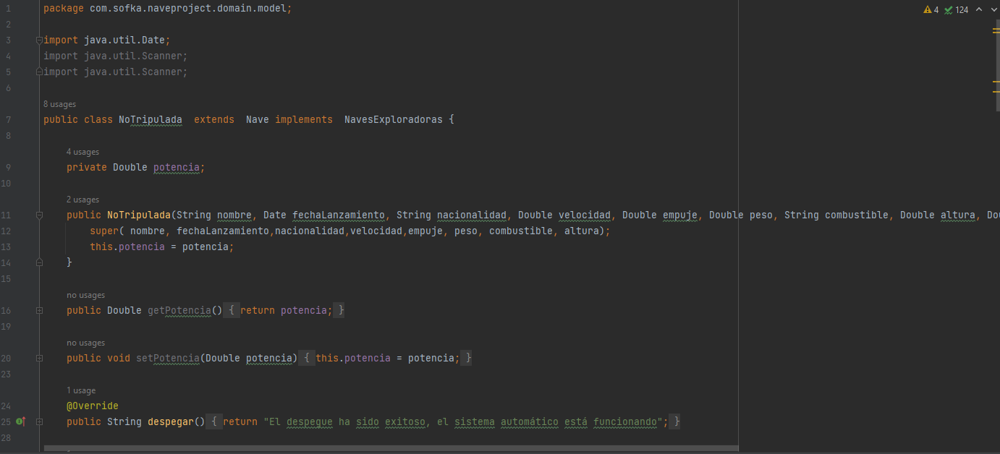 4 124
1 package com.sofka.naveproject.domain.model;
2
3 import java.util.Date;
4 import java.util.Scanner;
5 import java.util.Scanner;
6
8 usages
7 public class NoTripulada  extends  Nave implements  NavesExploradoras {
8
4 usages
9 private Double potencia;
10
2 usages
11 public NoTripulada(String nombre, Date fechaLanzamiento, String nacionalidad, Double velocidad, Double empuje, Double peso, String combustible, Double altura, Dou
12 super( nombre, fechaLanzamiento,nacionalidad,velocidad,empuje, peso, combustible, altura);
13 this.potencia = potencia;
14 }
15
no usages
16 public Double getPotencia() { return potencia; }
19
no usages
20 public void setPotencia(Double potencia) { this.potencia = potencia; }
23
1 usage
24 @Override
25 public String despegar() { return "El despegue ha sido exitoso, el sistema automático está funcionando"; }
28